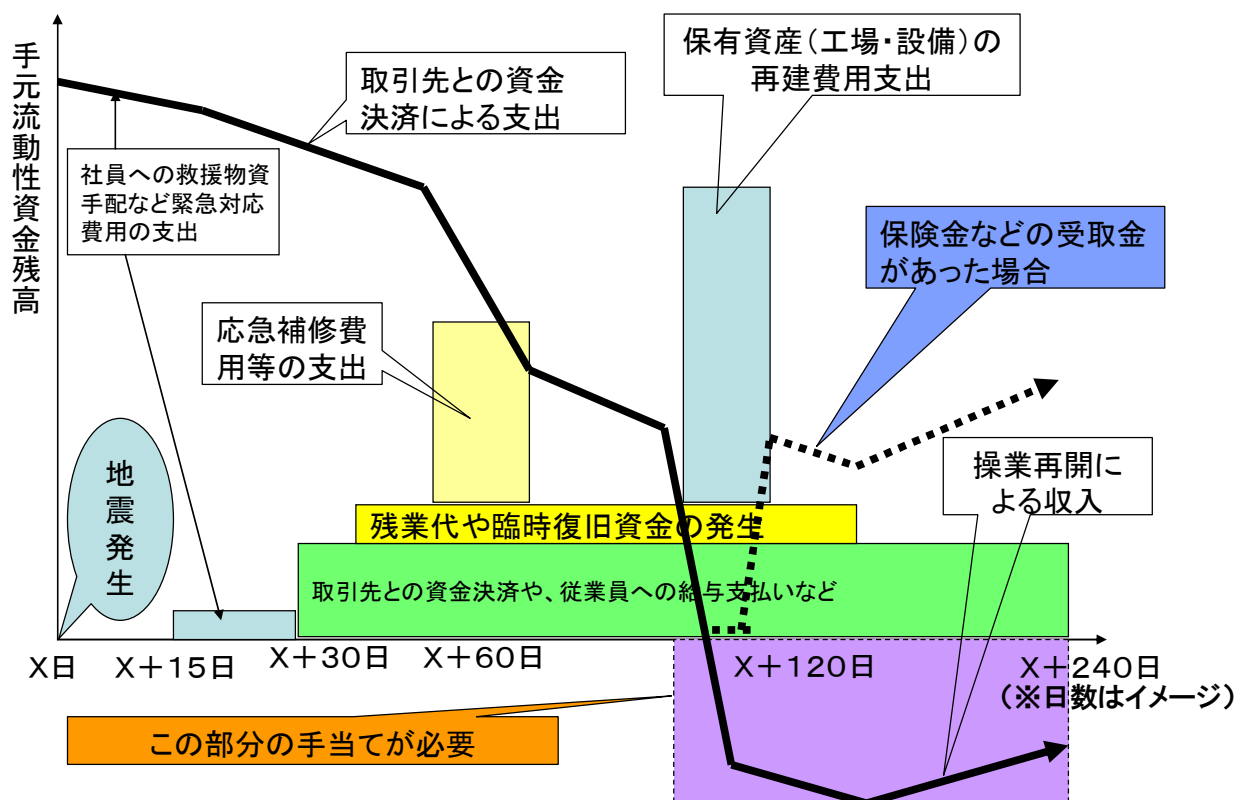 手元流動性資金残高
取引先との資金
決済による支出
保有資産(工場・設備)の
再建費用支出
社員への救援物資
手配など緊急対応
費用の支出
保険金などの受取金
があった場合
応急補修費
用等の支出
地震発生
操業再開に
よる収入
残業代や臨時復旧資金の発生
取引先との資金決済や、従業員への給与支払いなど
X日
X+15日
X+30日
X+60日
X+120日
X+240日
(※日数はイメージ)
この部分の手当てが必要